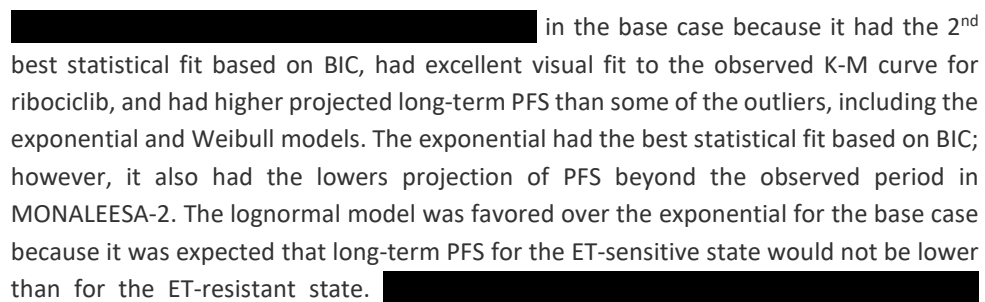 in the base case because it had the 2nd
best statistical fit based on BIC, had excellent visual fit to the observed K-M curve for
ribociclib, and had higher projected long-term PFS than some of the outliers, including the
exponential and Weibull models. The exponential had the best statistical fit based on BIC;
however, it also had the lowers projection of PFS beyond the observed period in
MONALEESA-2. The lognormal model was favored over the exponential for the base case
because it was expected that long-term PFS for the ET-sensitive state would not be lower
than for the ET-resistant state.